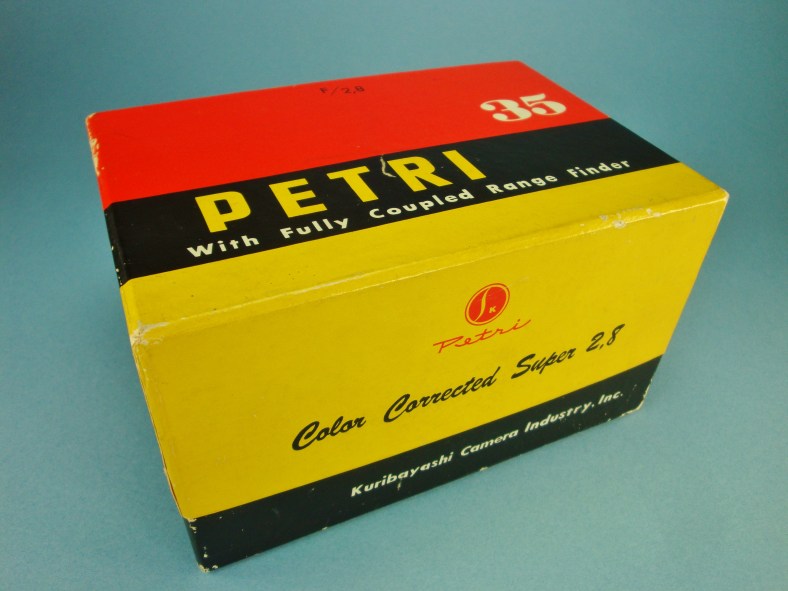 F/2,8
35
PETRI
With Fully Coupled Range Finder
SK
Petri
Color Corrected Super 2,8
Kuribayashi Camera Industry, Inc.